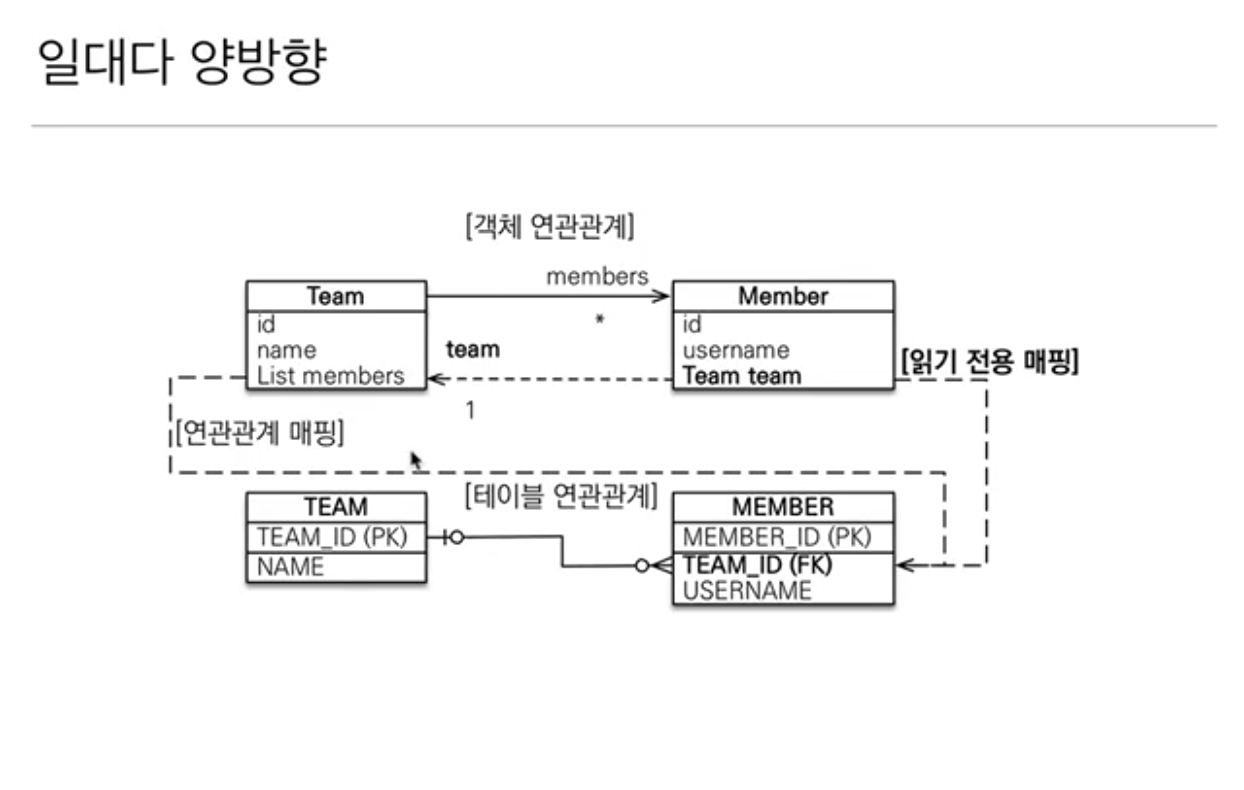 일대다 양방향
[객체 연관관계]
members
*
Team
id
name
List members
team
1
Member
id
username
Team team
[읽기 전용 매핑]
[연관관계 매핑]
[테이블 연관관계]
TEAM
TEAM_ID (PK)
NAME
MEMBER
MEMBER_ID (PK)
TEAM_ID (FK)
USERNAME